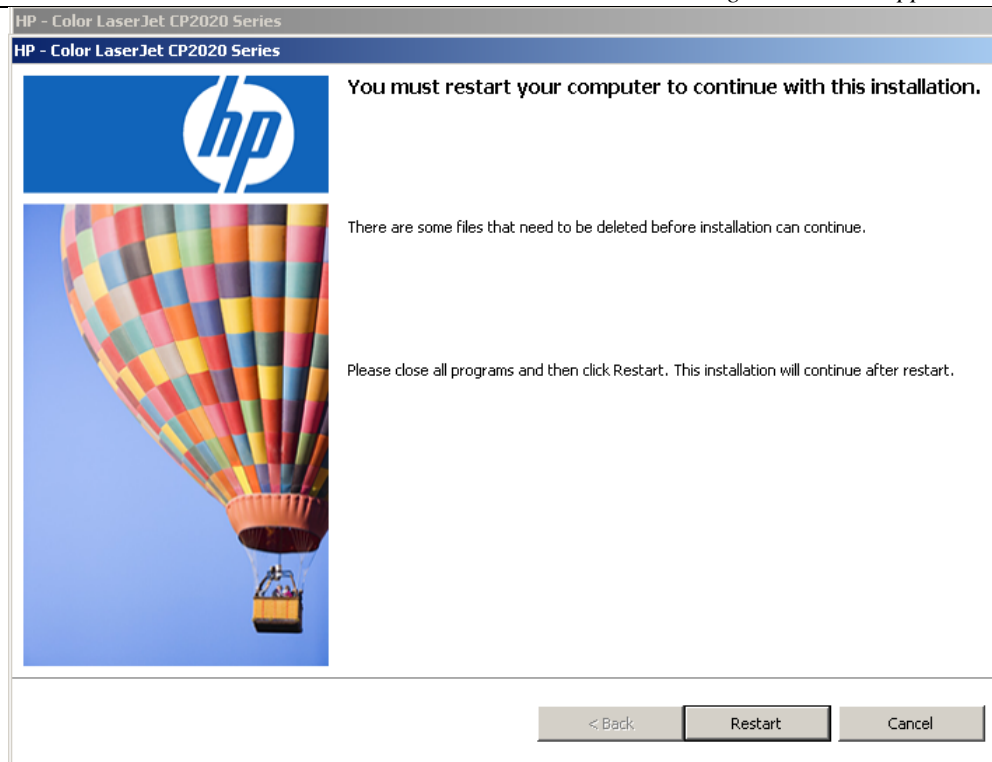 HP - Color LaserJet CP2020 Series
HP - Color LaserJet CP2020 Series
hp
You must restart your computer to continue with this installation.
There are some files that need to be deleted before installation can continue.
Please close all programs and then click Restart. This installation will continue after restart.
< Back Restart Cancel